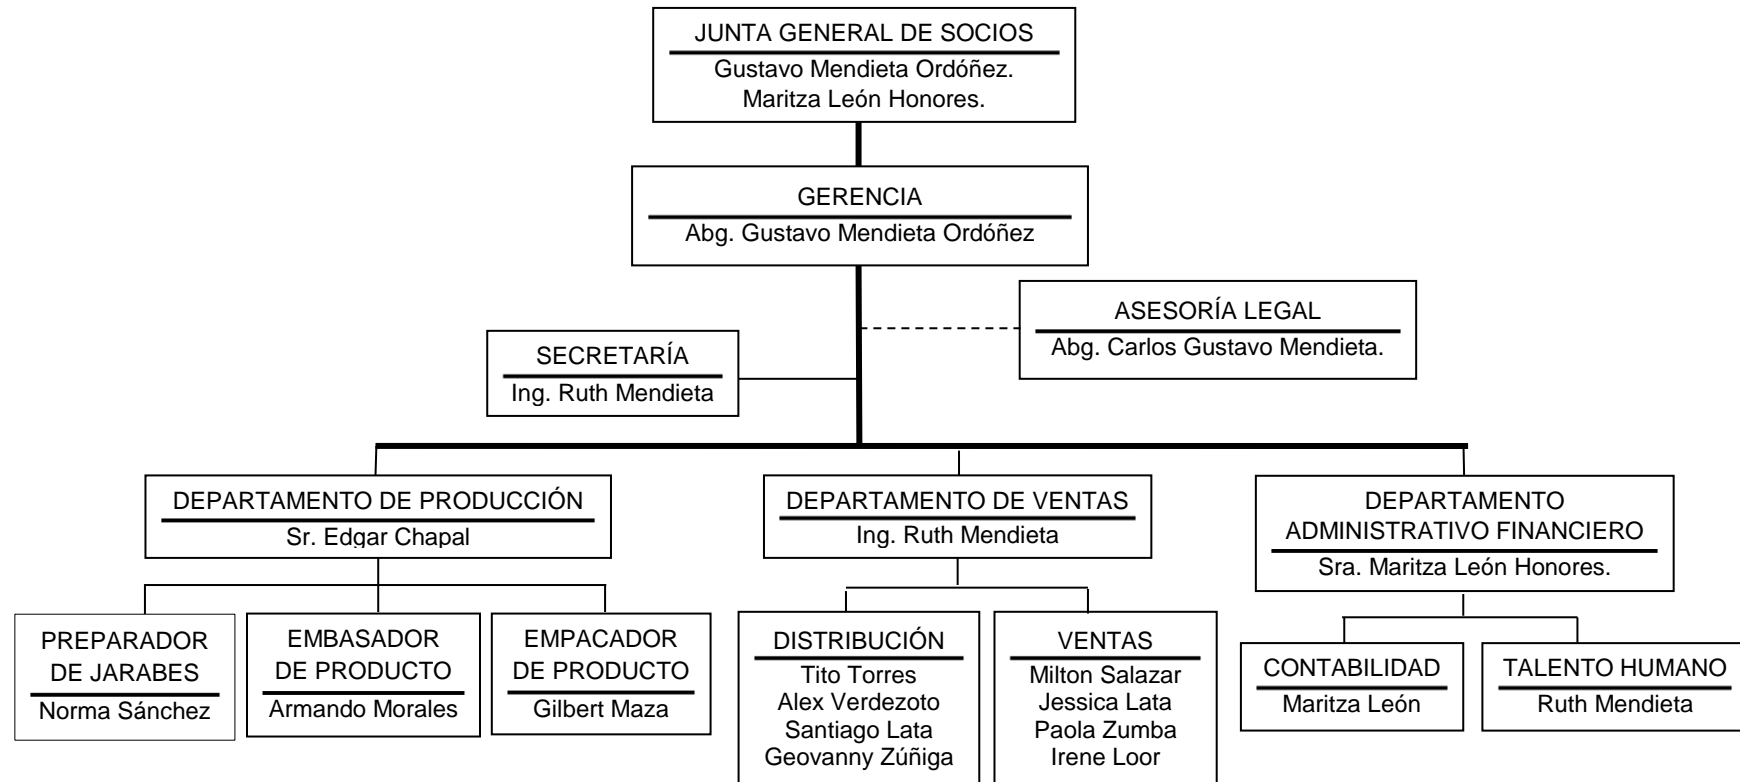 JUNTA GENERAL DE SOCIOS
Gustavo Mendieta Ordóñez.
Maritza León Honores.
GERENCIA
Abg. Gustavo Mendieta Ordóñez
ASESORÍA LEGAL
Abg. Carlos Gustavo Mendieta.
SECRETARÍA
Ing. Ruth Mendieta
DEPARTAMENTO DE PRODUCCIÓN
Sr. Edgar Chapal
DEPARTAMENTO DE VENTAS
Ing. Ruth Mendieta
DEPARTAMENTO
ADMINISTRATIVO FINANCIERO
Sra. Maritza León Honores.
PREPARADOR
DE JARABES
Norma Sánchez
EMBASADOR
DE PRODUCTO
Armando Morales
EMPACADOR
DE PRODUCTO
Gilbert Maza
DISTRIBUCIÓN
Tito Torres
Alex Verdezoto
Santiago Lata
Geovanny Zúñiga
VENTAS
Milton Salazar
Jessica Lata
Paola Zumba
Irene Loor
CONTABILIDAD
Maritza León
TALENTO HUMANO
Ruth Mendieta